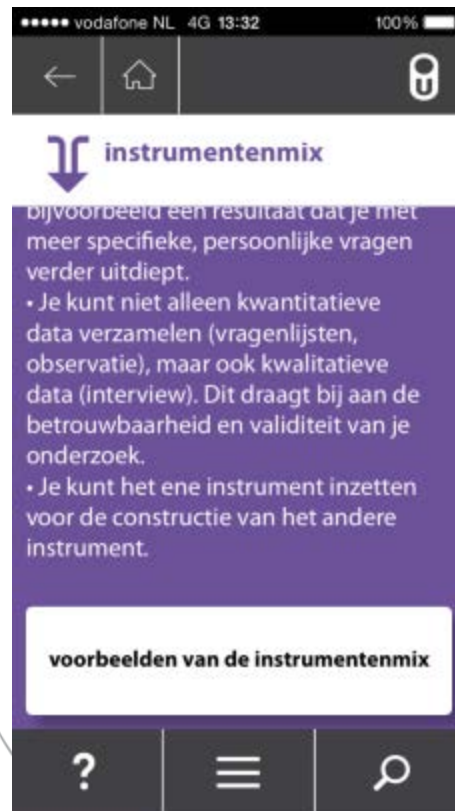 vodafone NL 4G 13:32 100%
instrumentenmix
bijvoorbeeld een resultaat dat je met
meer specifieke, persoonlijke vragen
verder uitdiept.
• Je kunt niet alleen kwantitatieve
data verzamelen (vragenlijsten,
observatie), maar ook kwalitatieve
data (interview). Dit draagt bij aan de
betrouwbaarheid en validiteit van je
onderzoek.
• Je kunt het ene instrument inzetten
voor de constructie van het andere
instrument.
voorbeelden van de instrumentenmix
?